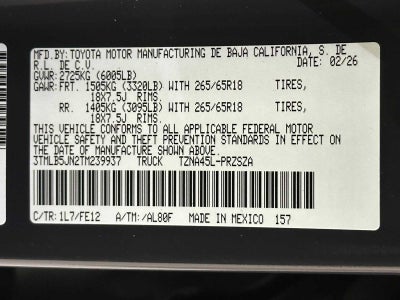 MFD.BY:TOYOTA MOTOR MANUFACTURING DE BAJA CALIFORNIA, S. DE
R.L. DE C.V. DATE: 02/26
GVWR:2725KG (6005LB)
GAWR:FRT. 1505KG (3320LB) WITH 265/65R18 TIRES,
18X7.5J RIMS.
RR. 1405KG (3095LB) WITH 265/65R18 TIRES,
18X7.5J RIMS.
THIS VEHICLE CONFORMS TO ALL APPLICABLE FEDERAL MOTOR
VEHICLE SAFETY AND THEFT PREVENTION STANDARDS IN EFFECT ON
THE DATE OF MANUFACTURE SHOWN ABOVE.
3TMLB5JN2TM239937 TRUCK TZNA45L-PRZSZA
C/TR:1L7/FE12 A/TM:/AL80F MADE IN MEXICO 157